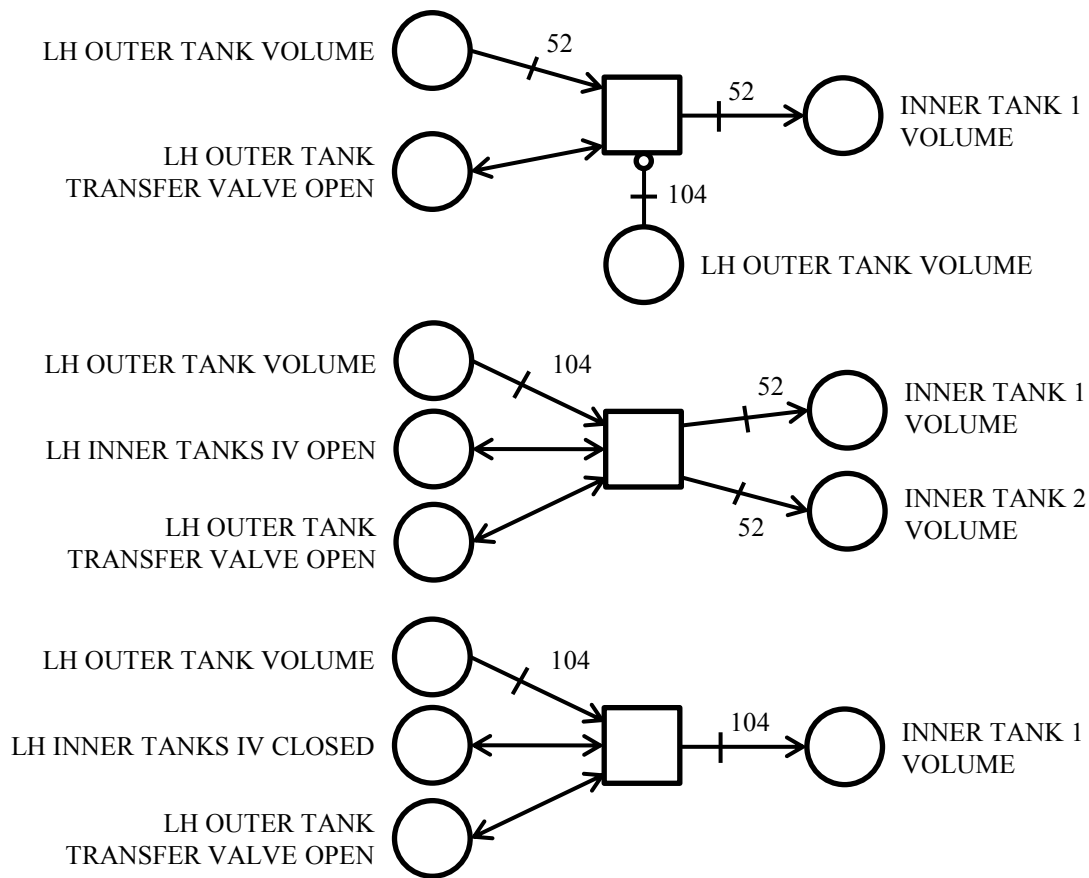 LH OUTER TANK VOLUME
52
52
INNER TANK 1
VOLUME
LH OUTER TANK
TRANSFER VALVE OPEN
104
LH OUTER TANK VOLUME
LH OUTER TANK VOLUME
104
52
INNER TANK 1
VOLUME
LH INNER TANKS IV OPEN
INNER TANK 2
VOLUME
52
LH OUTER TANK
TRANSFER VALVE OPEN
LH OUTER TANK VOLUME
104
LH INNER TANKS IV CLOSED
104
INNER TANK 1
VOLUME
LH OUTER TANK
TRANSFER VALVE OPEN